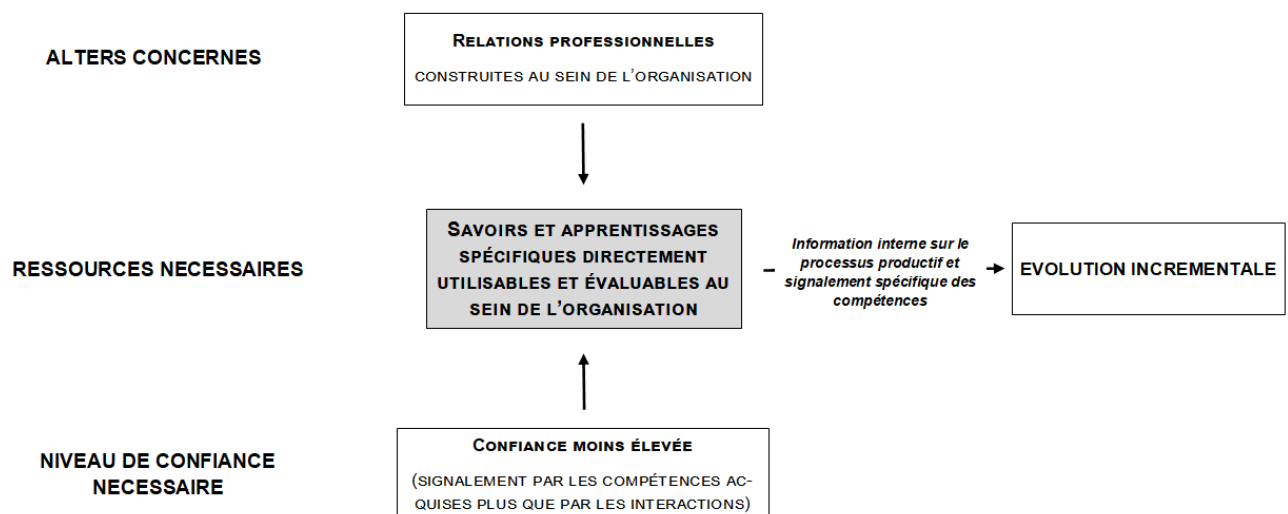 RELATIONS PROFESSIONNELLES
ALTERS CONCERNES
CONSTRUITES AU SEIN DE L'ORGANISATION
SAVOIRS ET APPRENTISSAGES
SPÉCIFIQUES DIRECTEMENT
UTILISABLES ET ÉVALUABLES AU
SEIN DE L'ORGANISATION
RESSOURCES NECESSAIRES
Information interne sur le
processus productif et
signalement spécifique des
compétences
EVOLUTION INCREMENTALE
NIVEAU DE CONFIANCE
NECESSAIRE
CONFIANCE MOINS ÉLEVÉE
(SIGNALEMENT PAR LES COMPÉTENCES AC-
QUISES PLUS QUE PAR LES INTERACTIONS)